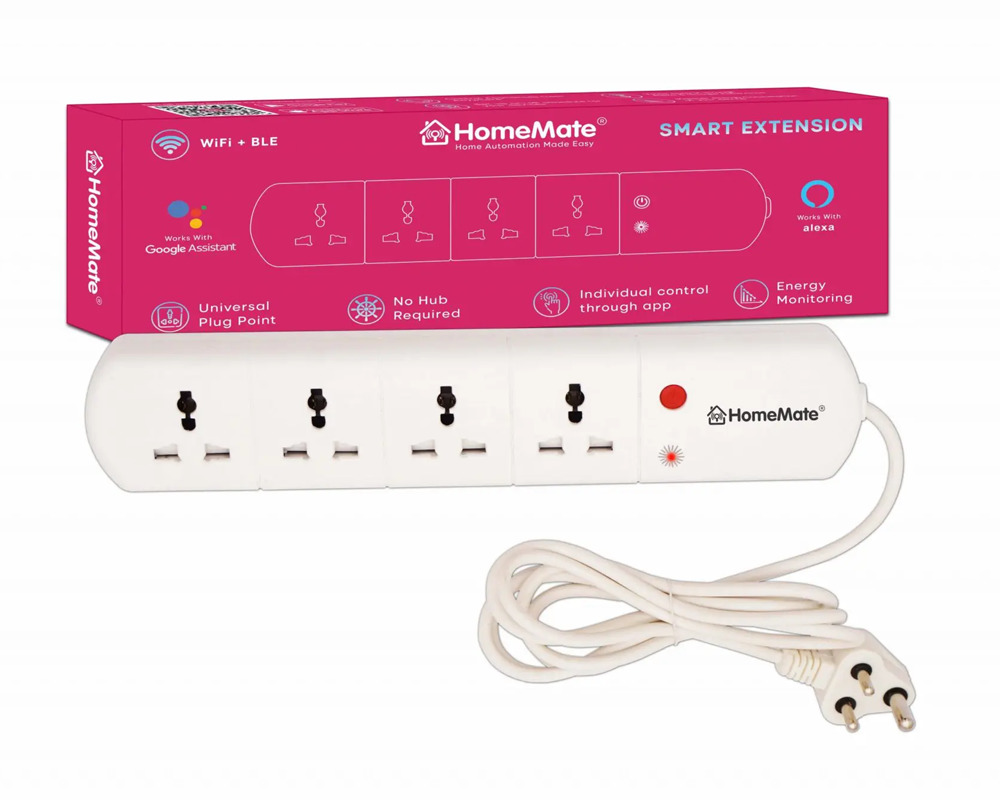 WiFi + BLE
HomeMate®
Home Automation Made Easy
SMART EXTENSION
HomeMate®
Works With
Google Assistant
Works With
alexa
Universal
Plug Point
No Hub
Required
Individual control
through app
Energy
Monitoring
HomeMate®